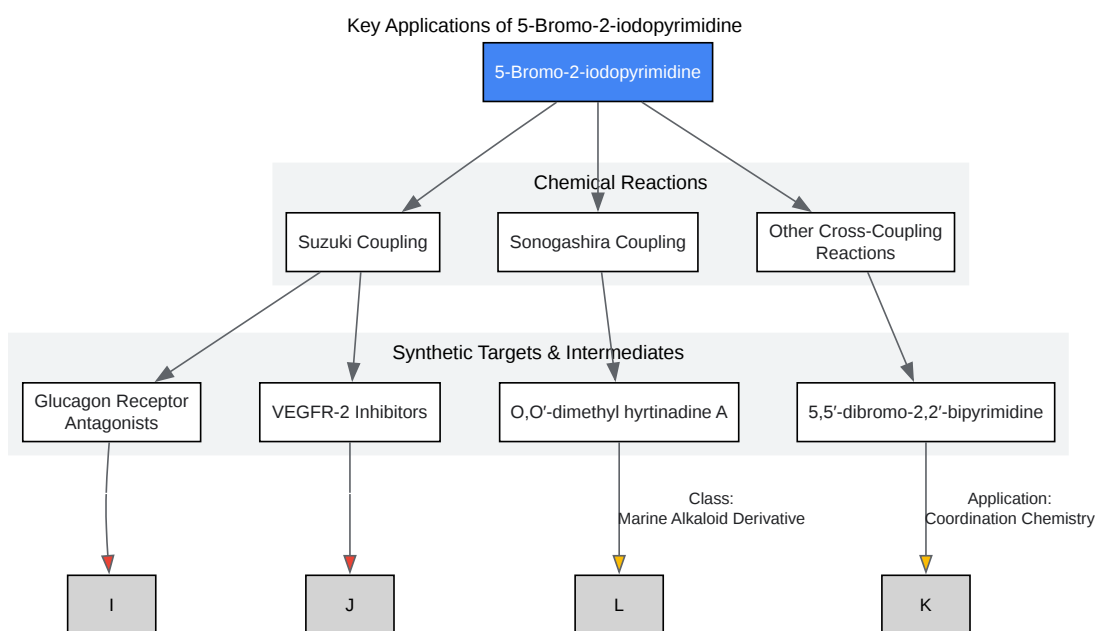 Key Applications of 5-Bromo-2-iodopyrimidine
5-Bromo-2-iodopyrimidine
Chemical Reactions
Suzuki Coupling
Sonogashira Coupling
Other Cross-Coupling
Reactions
Synthetic Targets & Intermediates
Glucagon Receptor
Antagonists
VEGFR-2 Inhibitors
O,O′-dimethyl hyrtinadine A
5,5′-dibromo-2,2′-bipyrimidine
Class:
Marine Alkaloid Derivative
Application:
Coordination Chemistry
I
J
L
K